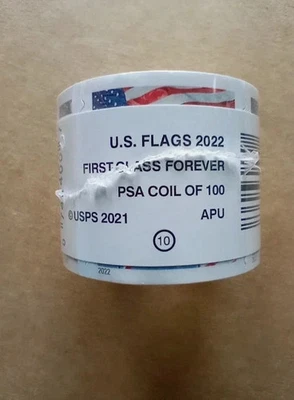 U.S. FLAGS 2022
FIRST CLASS FOREVER
PSA COIL OF 100
©USPS 2021 APU
10
2022